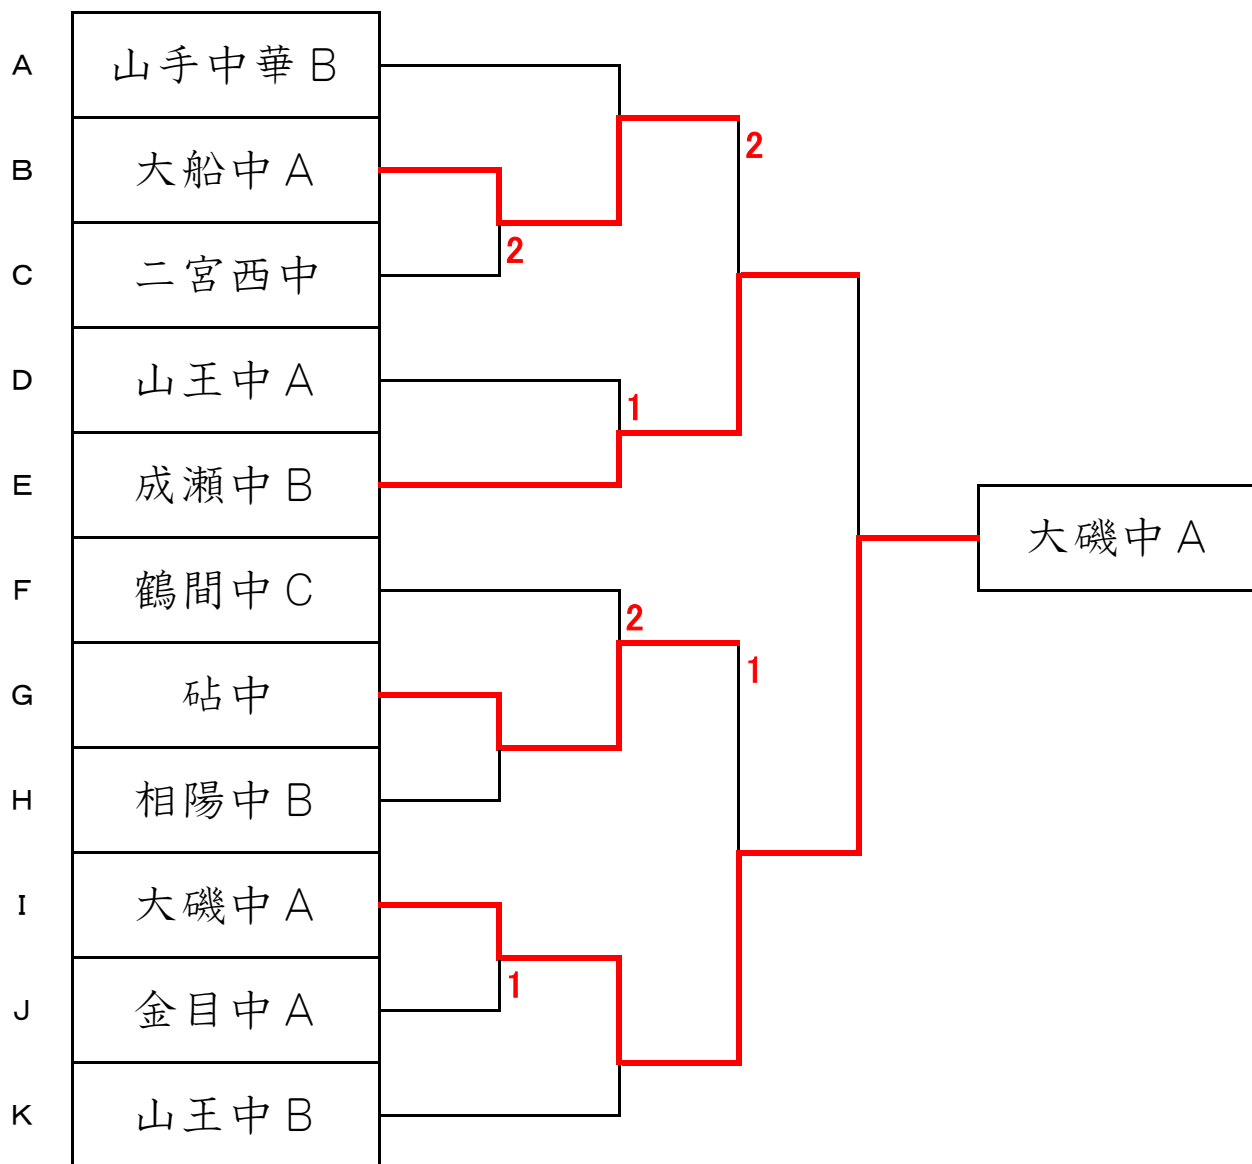 A 山手中華B
2
B 大船中A
2
C 二宮西中
D 山王中A
1
E 成瀬中B
大磯中A
F 鶴間中C
2
1
G 砧中
H 相陽中B
I 大磯中A
1
J 金目中A
K 山王中B